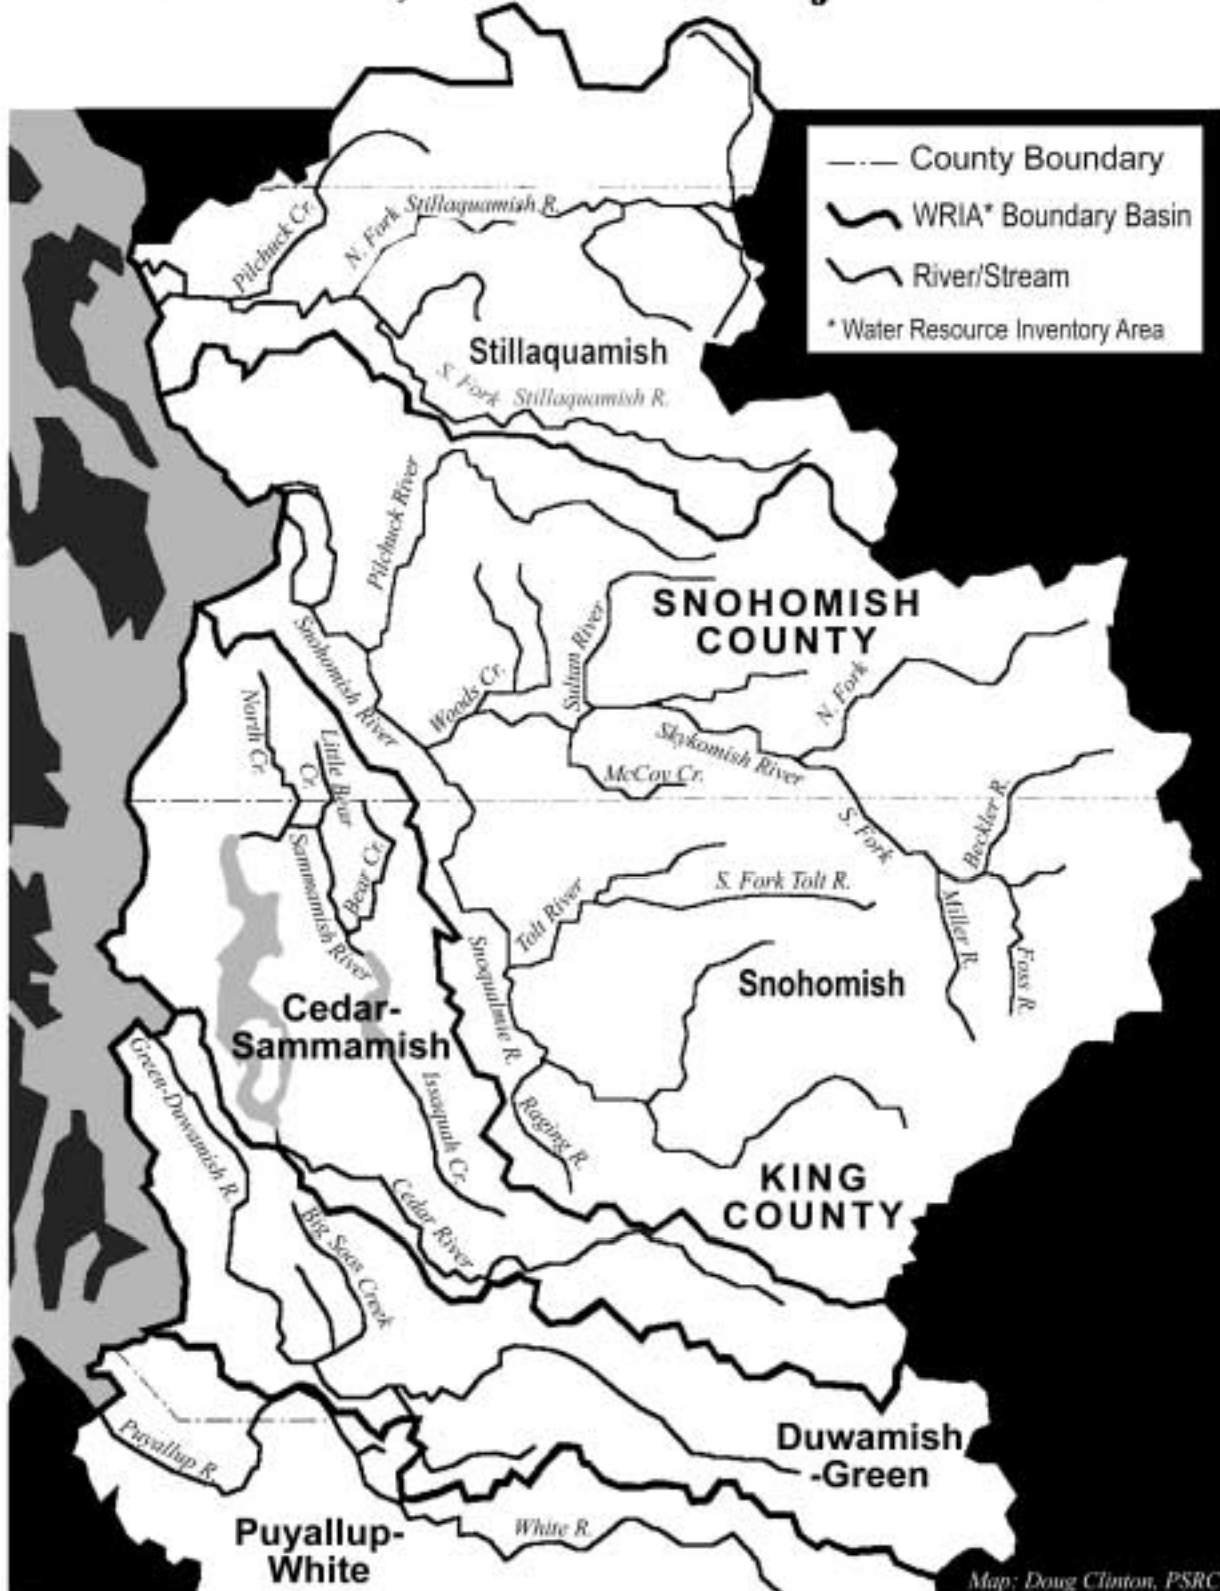 County Boundary
WRIA* Boundary Basin
River/Stream
* Water Resource Inventory Area
Pilchuck Cr.
N. Fork Stillaquamish R.
Stillaquamish
S. Fork Stillaquamish R.
Pilchuck River
SNOHOMISH
COUNTY
Snohomish River
Woods Cr.
Sultan River
N. Fork
Skykomish River
McCoy Cr.
North Cr.
Little Bear
Cr.
S. Fork
Beckler R.
Sammamish River
Bear Cr.
Tolt River
S. Fork Tolt R.
Miller R.
Foss R.
Snoqualmie R.
Snohomish
Cedar-
Sammamish
Green-Duwamish R.
Issaquah Cr.
Raging R.
KING
COUNTY
Cedar River
Big Soos Creek
Puyallup R.
Duwamish
-Green
White R.
Puyallup-
White
Map: Doug Clinton, PSRC